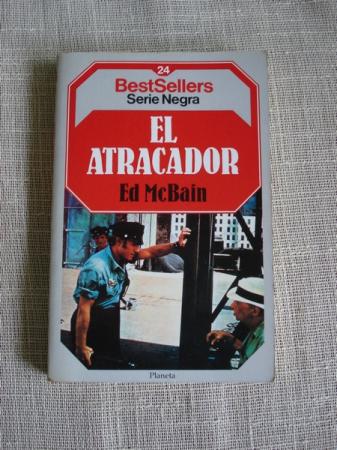 24
BestSellers
Serie Negra
EL
ATRACADOR
Ed McBain
Planeta